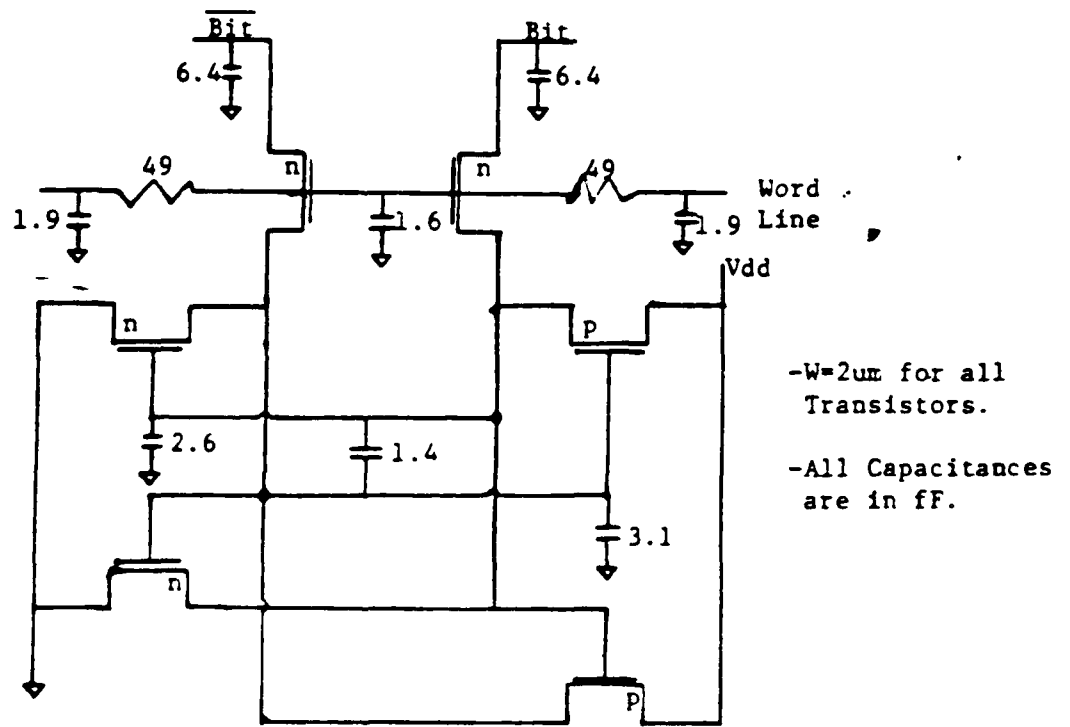 Bit Bit
6.4 6.4
n n
49 49
Word
Line
1.9 1.6 1.9
Vdd
n p
-W=2um for all
Transistors.
2.6 1.4
-All Capacitances
are in fF.
3.1
n
p